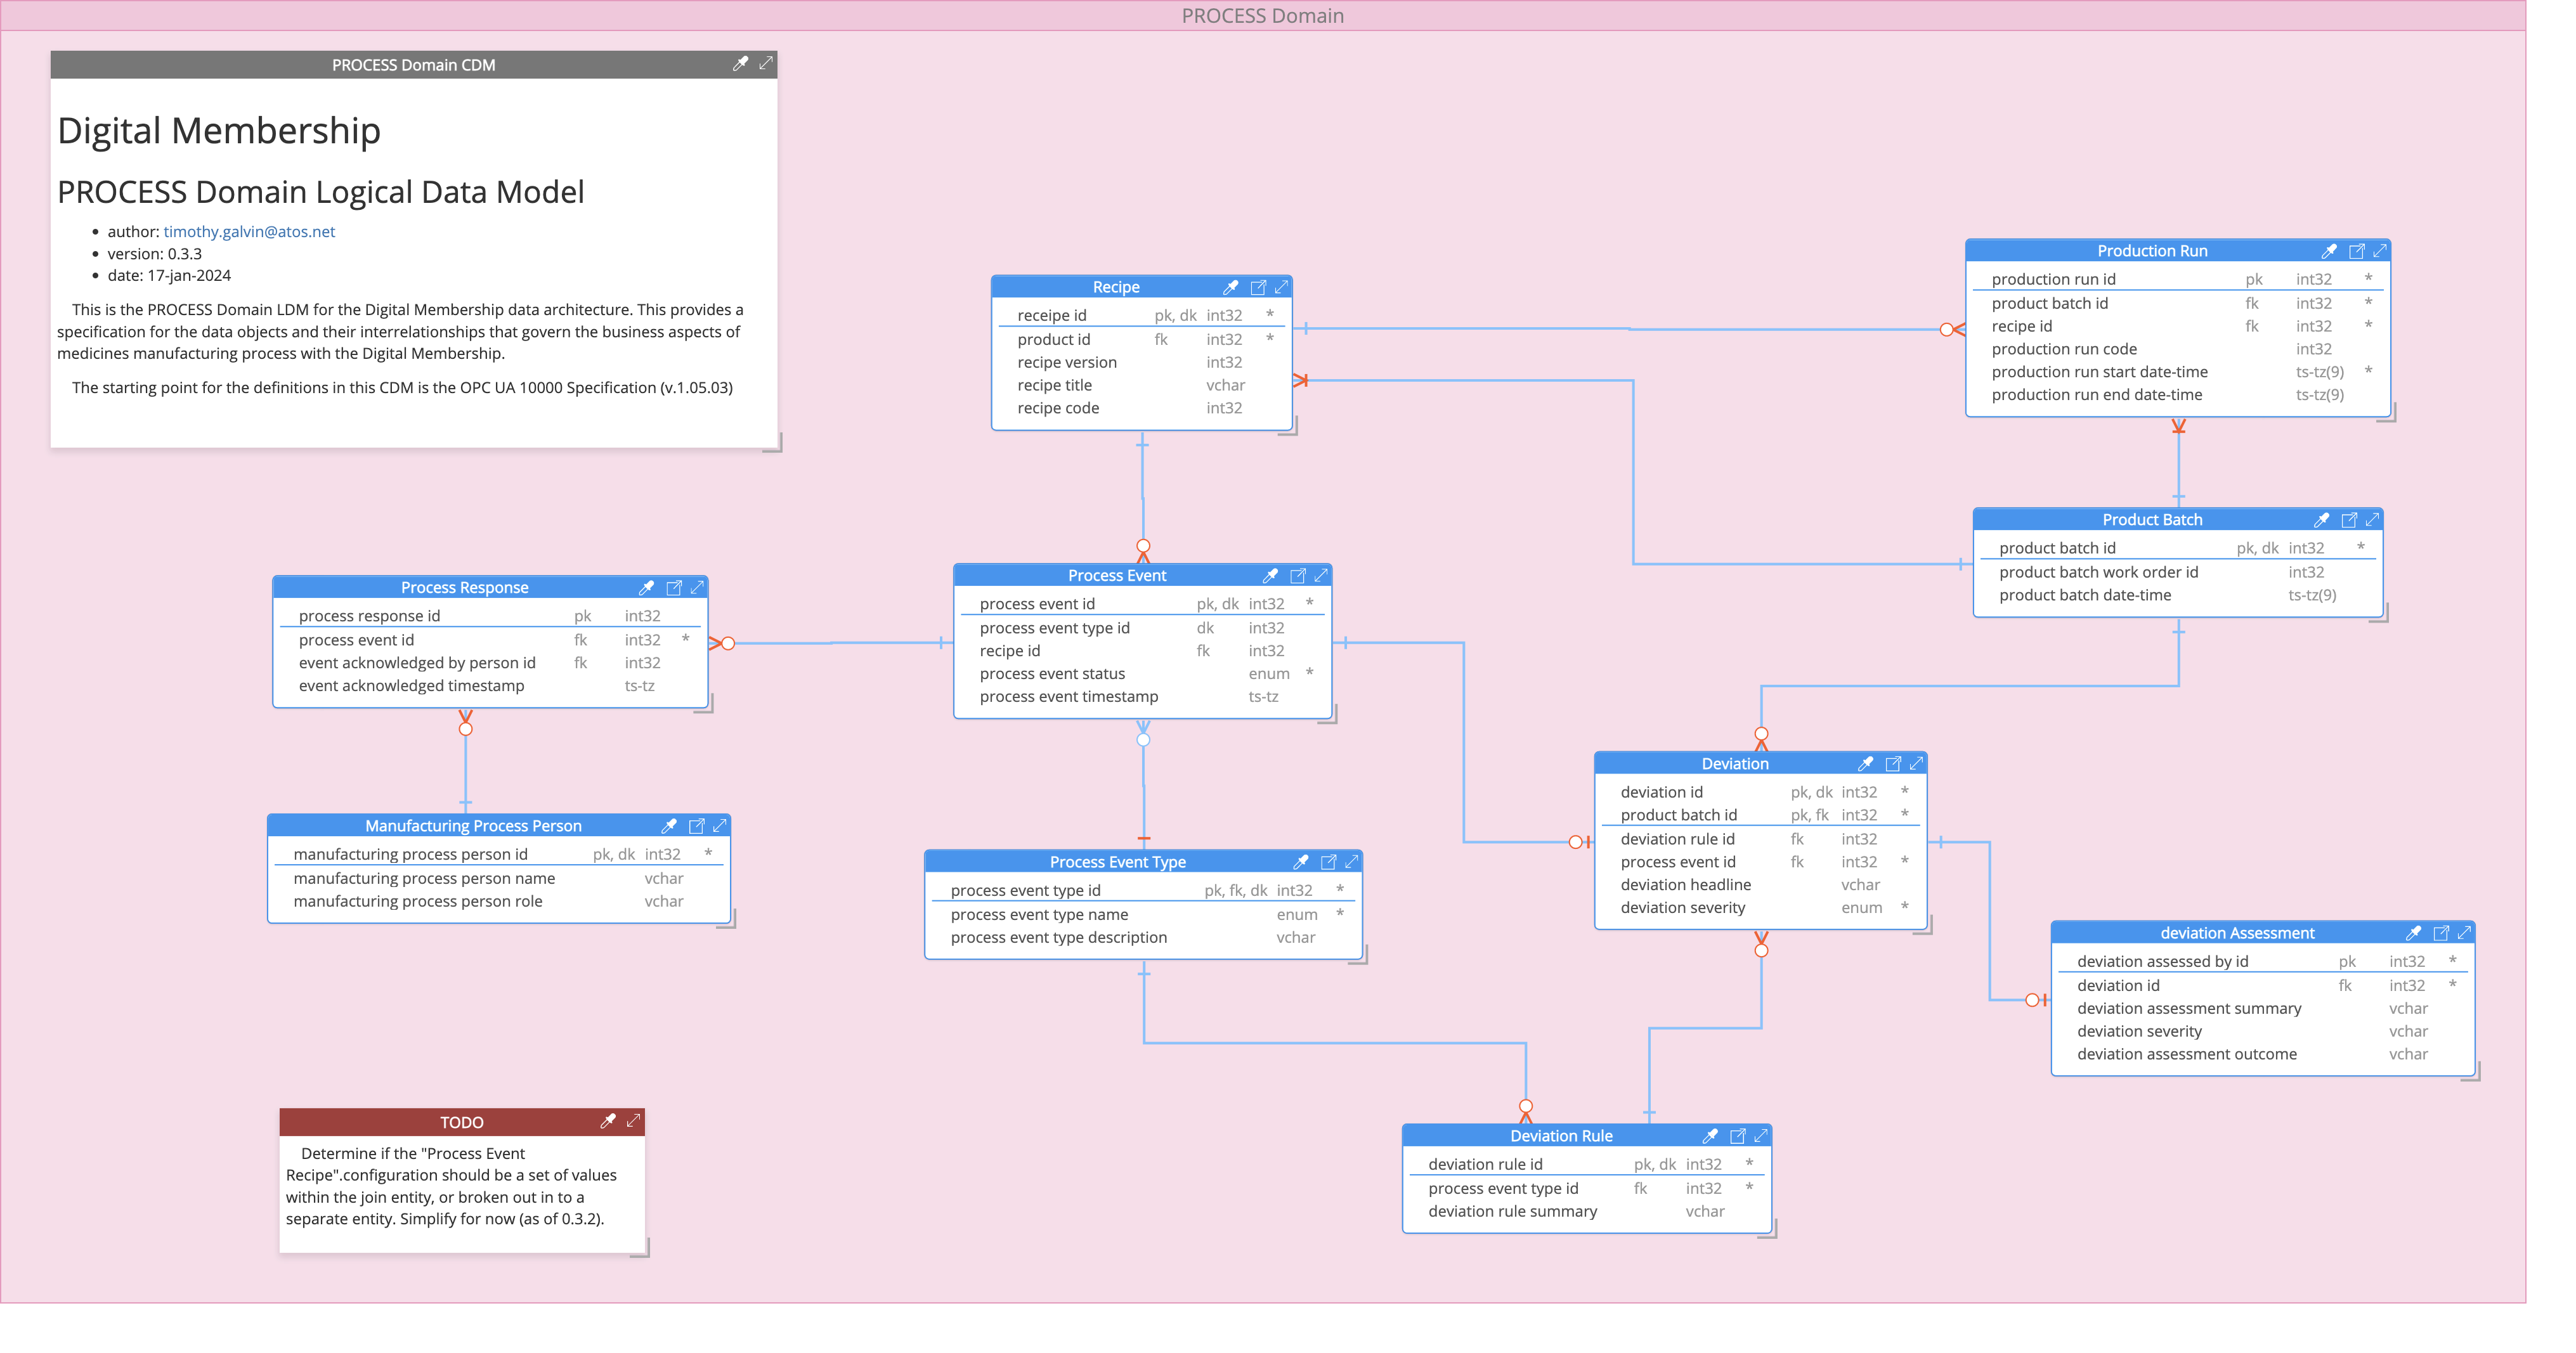 PROCESS Domain
PROCESS Domain CDM
Digital Membership
PROCESS Domain Logical Data Model
author: timothy.galvin@atos.net
version: 0.3.3
date: 17-jan-2024
This is the PROCESS Domain LDM for the Digital Membership data architecture. This provides a
specification for the data objects and their interrelationships that govern the business aspects of
medicines manufacturing process with the Digital Membership.
The starting point for the definitions in this CDM is the OPC UA 10000 Specification (v.1.05.03)
Recipe
receipe id pk, dk int32 *
product id fk int32 *
recipe version int32
recipe title vchar
recipe code int32
Production Run
production run id pk int32 *
product batch id fk int32 *
recipe id fk int32 *
production run code int32
production run start date-time ts-tz(9) *
production run end date-time ts-tz(9)
Product Batch
product batch id pk, dk int32 *
product batch work order id int32
product batch date-time ts-tz(9)
Process Response
process response id pk int32
process event id fk int32 *
event acknowledged by person id fk int32
event acknowledged timestamp ts-tz
Process Event
process event id pk, dk int32 *
process event type id dk int32
recipe id fk int32
process event status enum *
process event timestamp ts-tz
Manufacturing Process Person
manufacturing process person id pk, dk int32 *
manufacturing process person name vchar
manufacturing process person role vchar
Process Event Type
process event type id pk, fk, dk int32 *
process event type name enum *
process event type description vchar
Deviation
deviation id pk, dk int32 *
product batch id pk, fk int32 *
deviation rule id fk int32
process event id fk int32 *
deviation headline vchar
deviation severity enum *
deviation Assessment
deviation assessed by id pk int32 *
deviation id fk int32 *
deviation assessment summary vchar
deviation severity vchar
deviation assessment outcome vchar
TODO
Determine if the "Process Event
Recipe".configuration should be a set of values
within the join entity, or broken out in to a
separate entity. Simplify for now (as of 0.3.2).
Deviation Rule
deviation rule id pk, dk int32 *
process event type id fk int32 *
deviation rule summary vchar